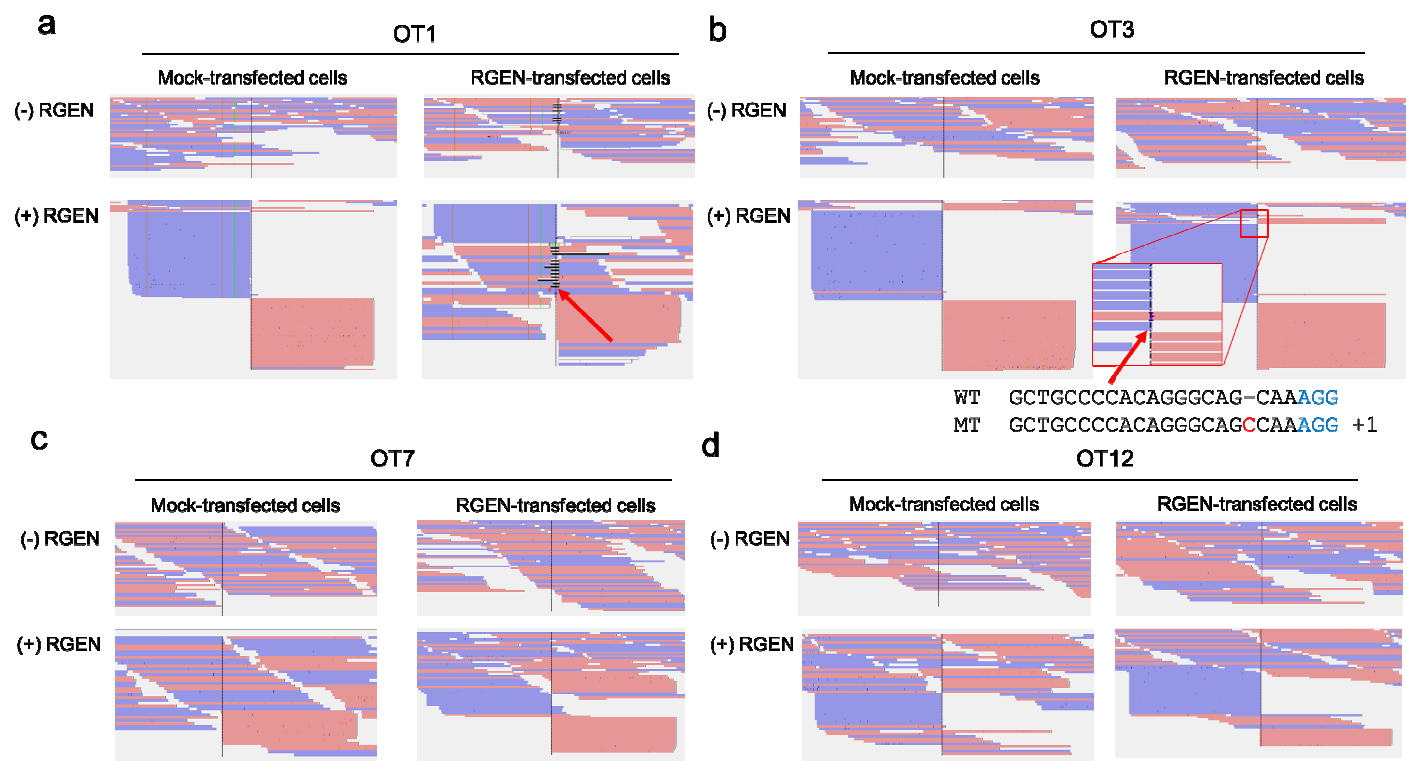 a
OT1
Mock-transfected cells
RGEN-transfected cells
(-) RGEN
(+) RGEN
b
OT3
Mock-transfected cells
RGEN-transfected cells
(-) RGEN
(+) RGEN
WT GCTGCCCCACAGGGCAG-CAAAGG
MT GCTGCCCCACAGGGCAGCCAAAGG +1
c
OT7
Mock-transfected cells
RGEN-transfected cells
(-) RGEN
(+) RGEN
d
OT12
Mock-transfected cells
RGEN-transfected cells
(-) RGEN
(+) RGEN